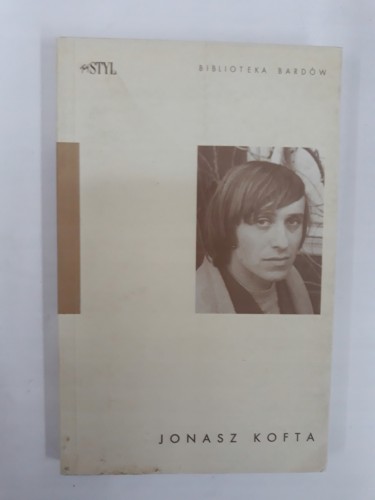 STYL
BIBLIOTEKA BARDÓW
JONASZ KOFTA